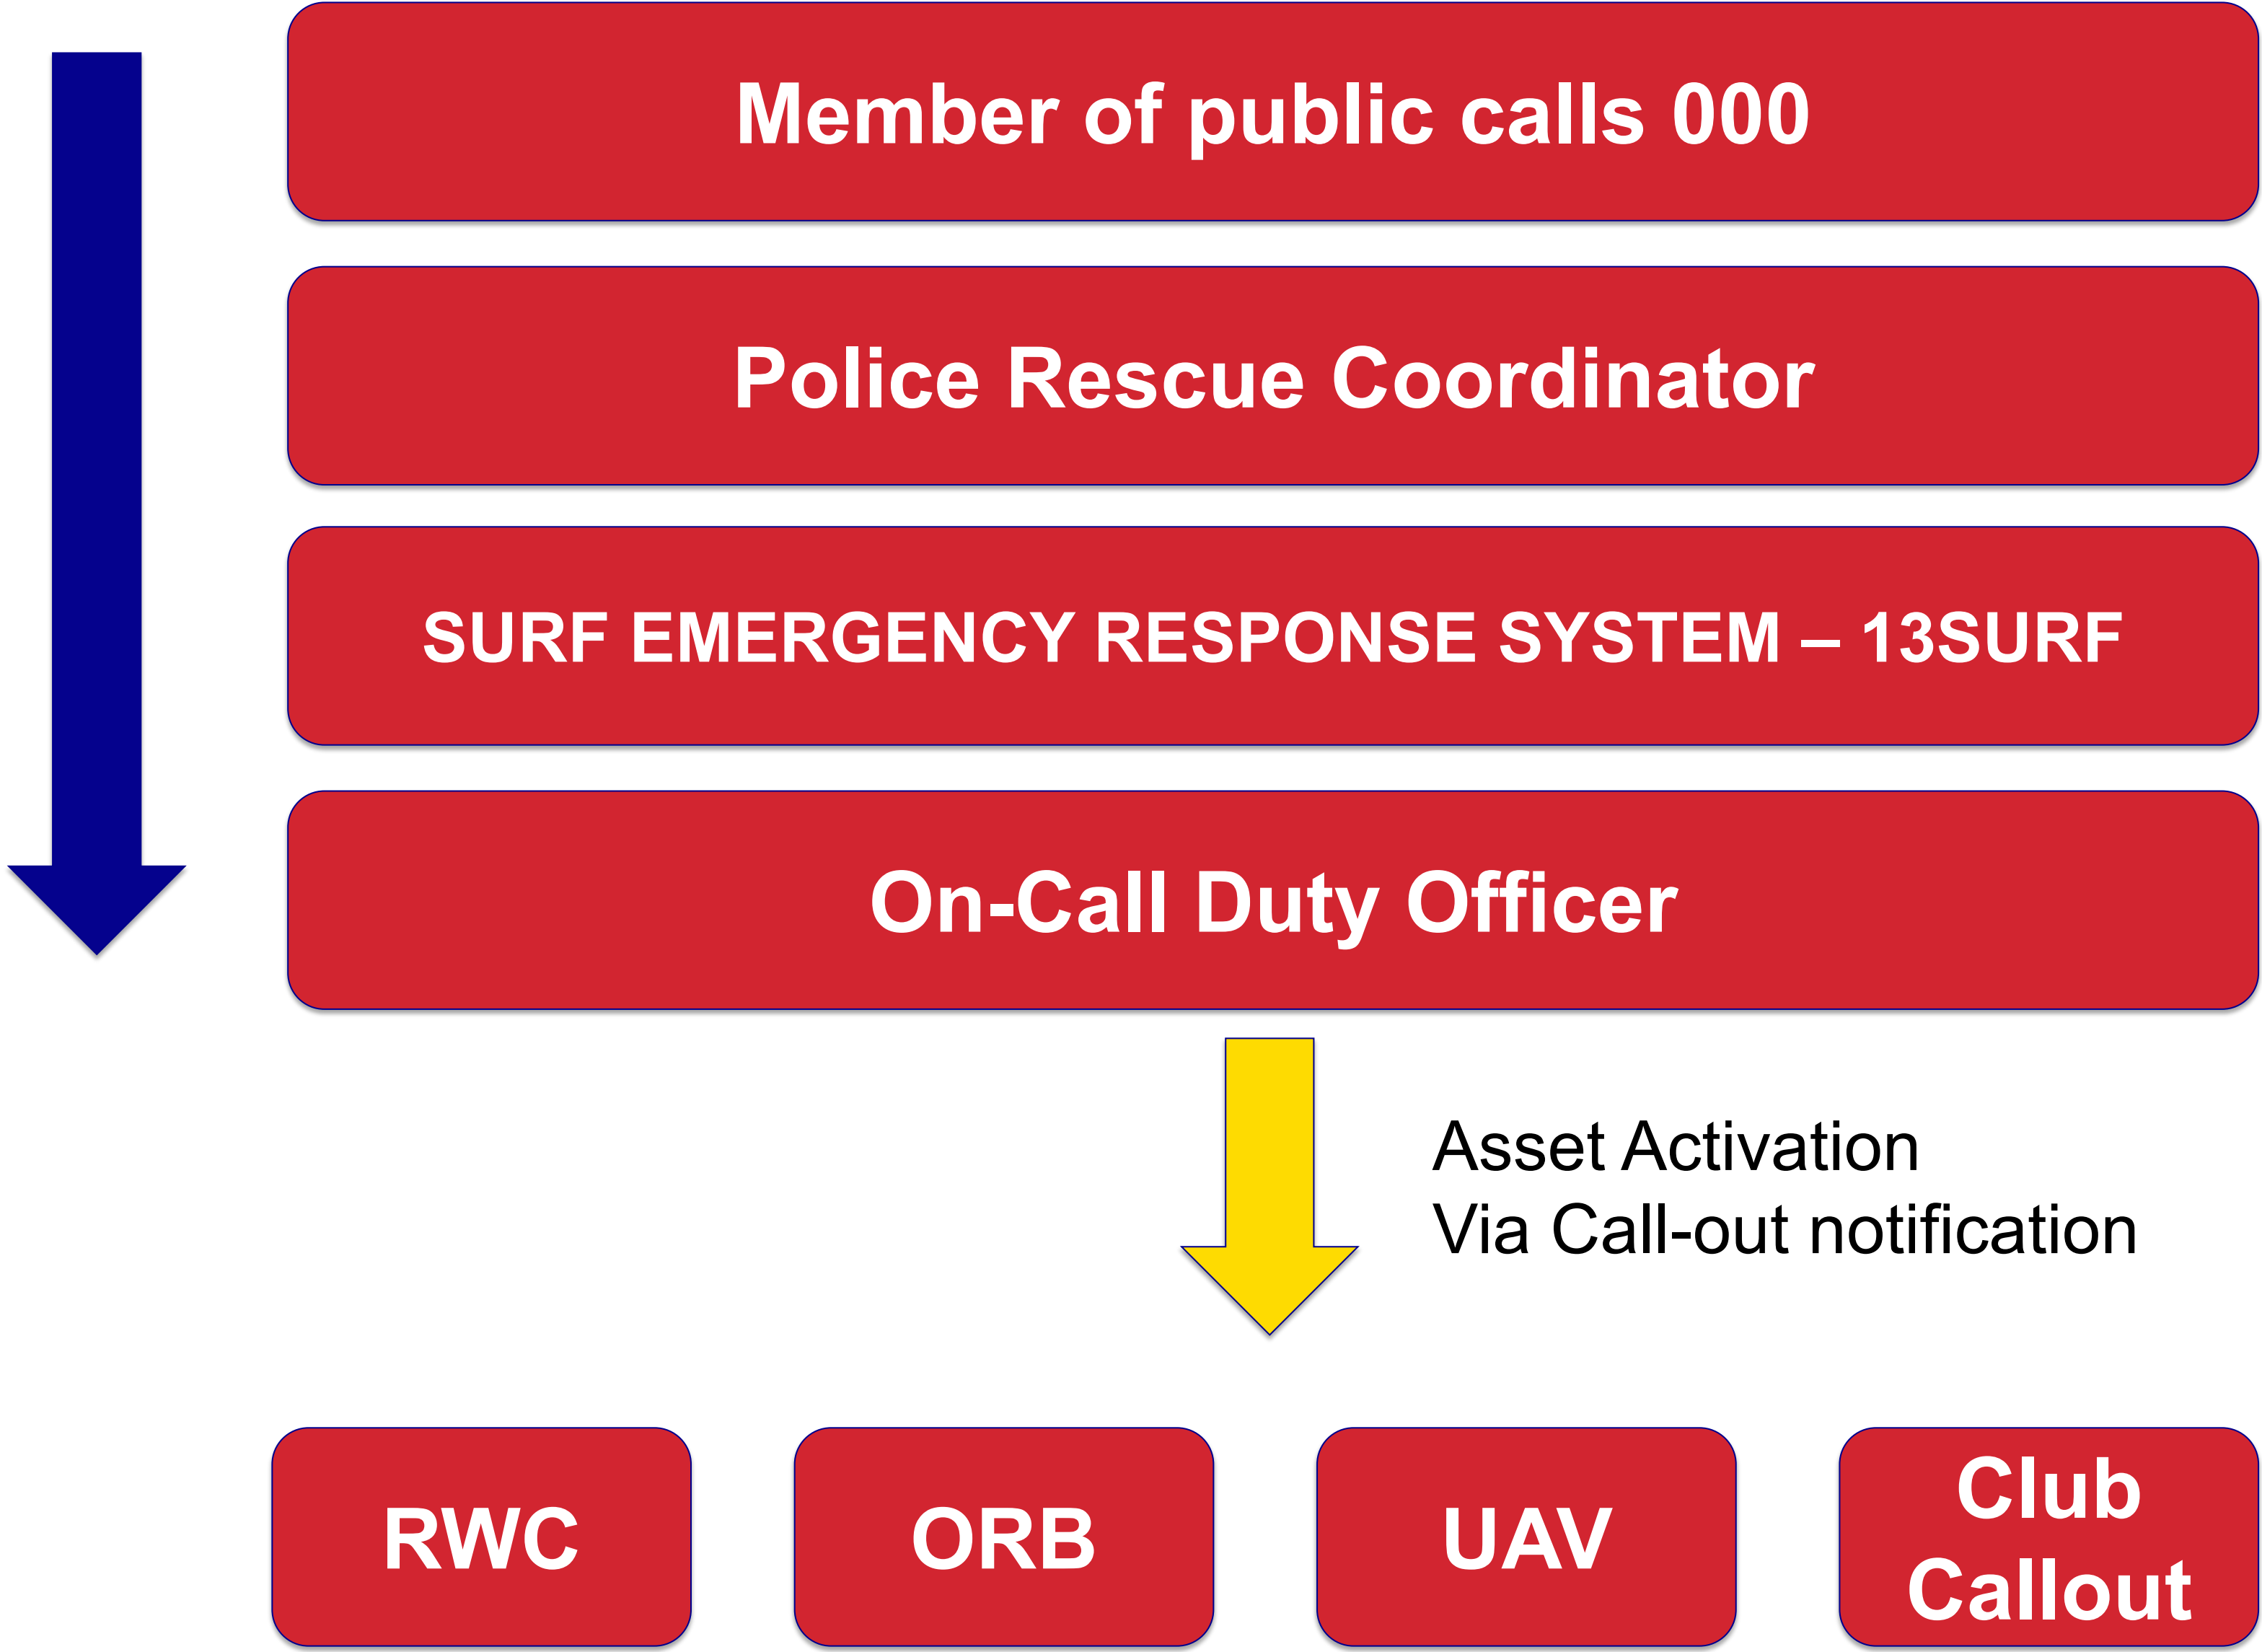 Member of public calls 000
Police Rescue Coordinator
SURF EMERGENCY RESPONSE SYSTEM – 13SURF
On-Call Duty Officer
Asset Activation
Via Call-out notification
RWC
ORB
UAV
Club
Callout